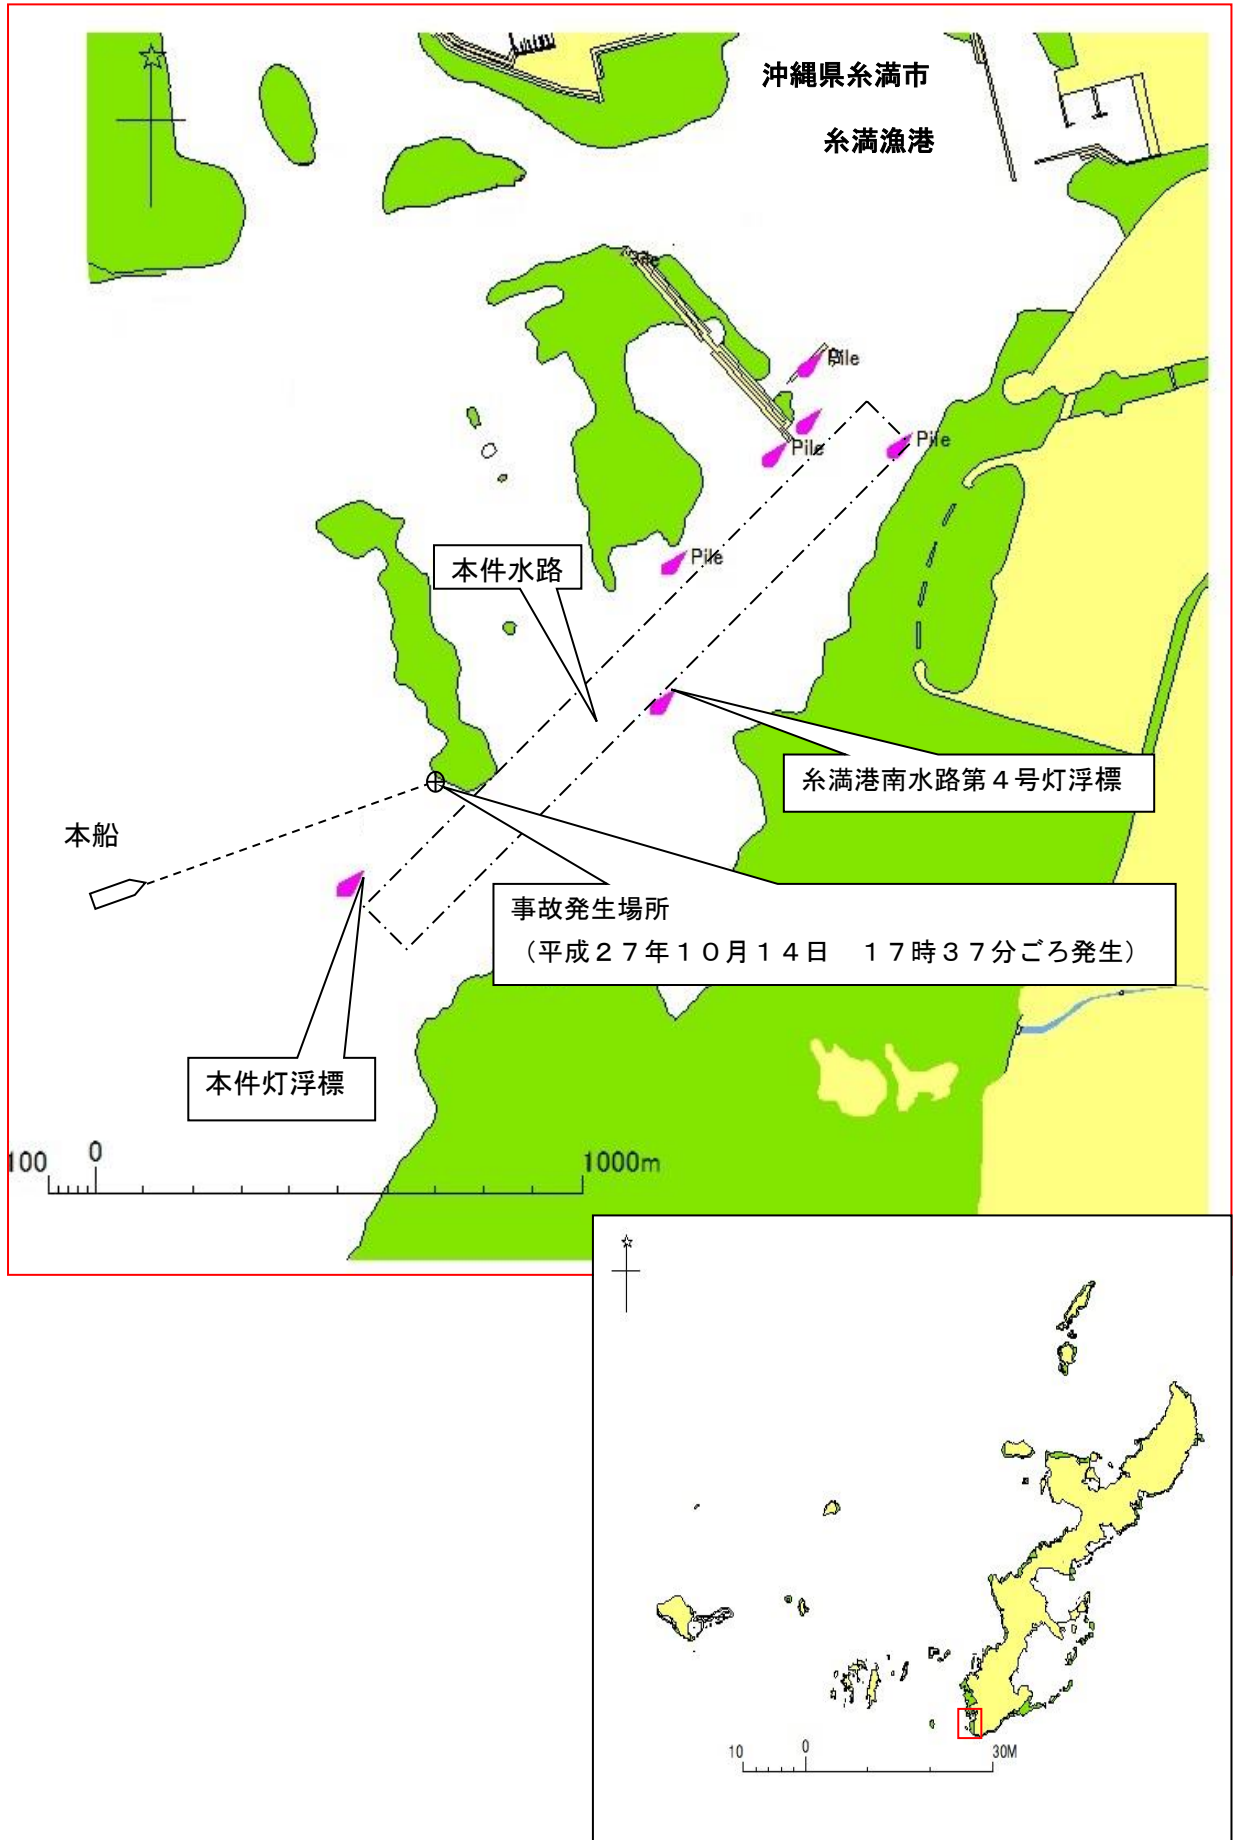 沖縄県糸満市
糸満漁港
Pile
Pile
Pile
Pile
本件水路
糸満港南水路第４号灯浮標
本船
事故発生場所
（平成２７年１０月１４日　１７時３７分ごろ発生）
本件灯浮標
100 0 1000m
10 0 30M